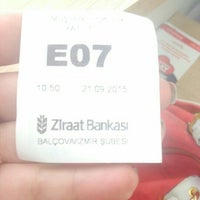 E07
10:50 21.09.2015
Ziraat Bankası
BALÇOVA/İZMİR ŞUBESİ